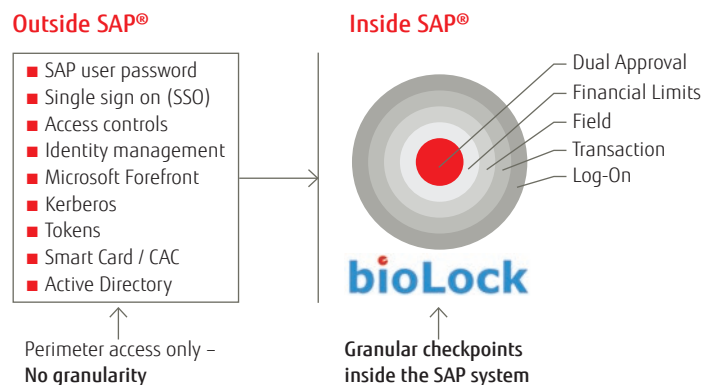 Outside SAP®
SAP user password
Single sign on (SSO)
Access controls
Identity management
Microsoft Forefront
Kerberos
Tokens
Smart Card / CAC
Active Directory
Perimeter access only –
No granularity
Inside SAP®
Dual Approval
Financial Limits
Field
Transaction
Log-On
bioLock
Granular checkpoints
inside the SAP system